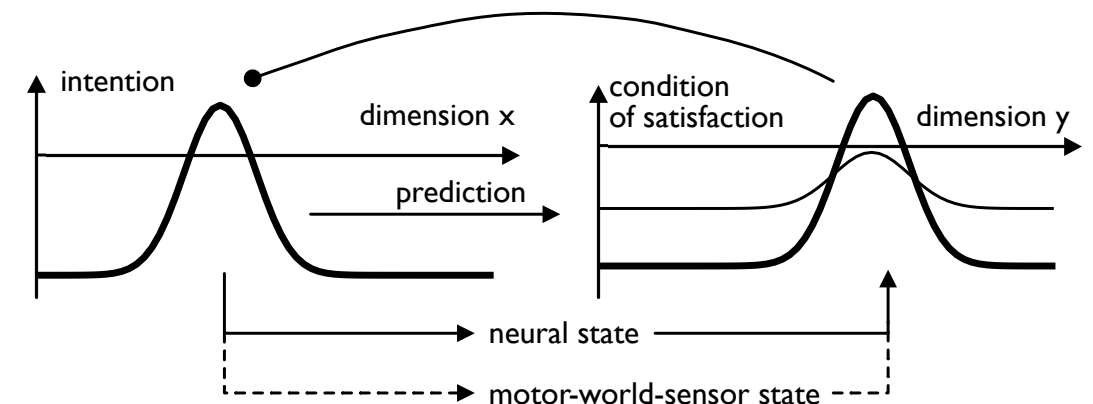 intention
dimension x
condition
of satisfaction
dimension y
prediction
neural state
motor-world-sensor state